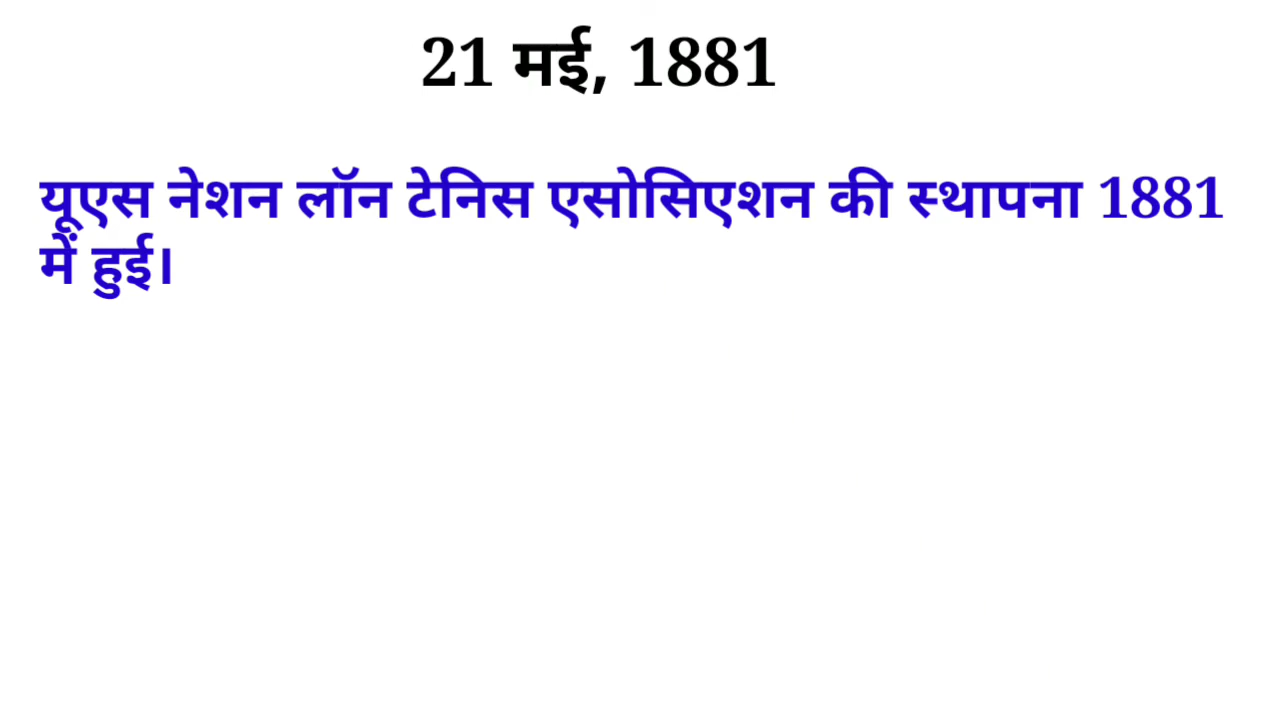 21 मई, 1881
यूएस नेशन लॉन टेनिस एसोसिएशन की स्थापना 1881
में हुई।